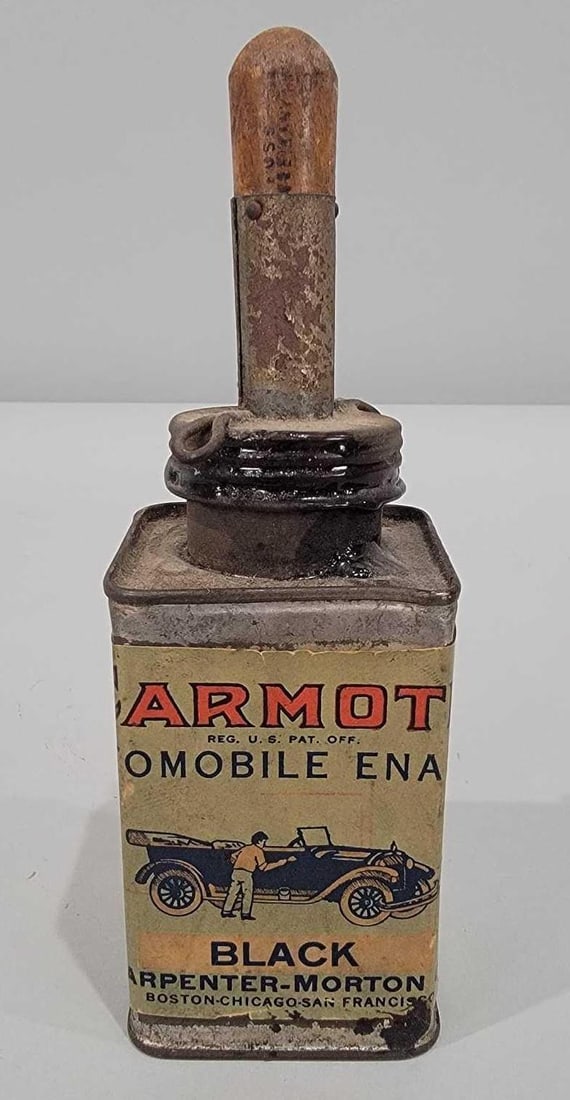 ARMOT
REG. U. S. PAT. OFF.
OMOBILE ENA
BLACK
ARPENTER-MORTON
BOSTON-CHICAGO-SAN FRANCISC